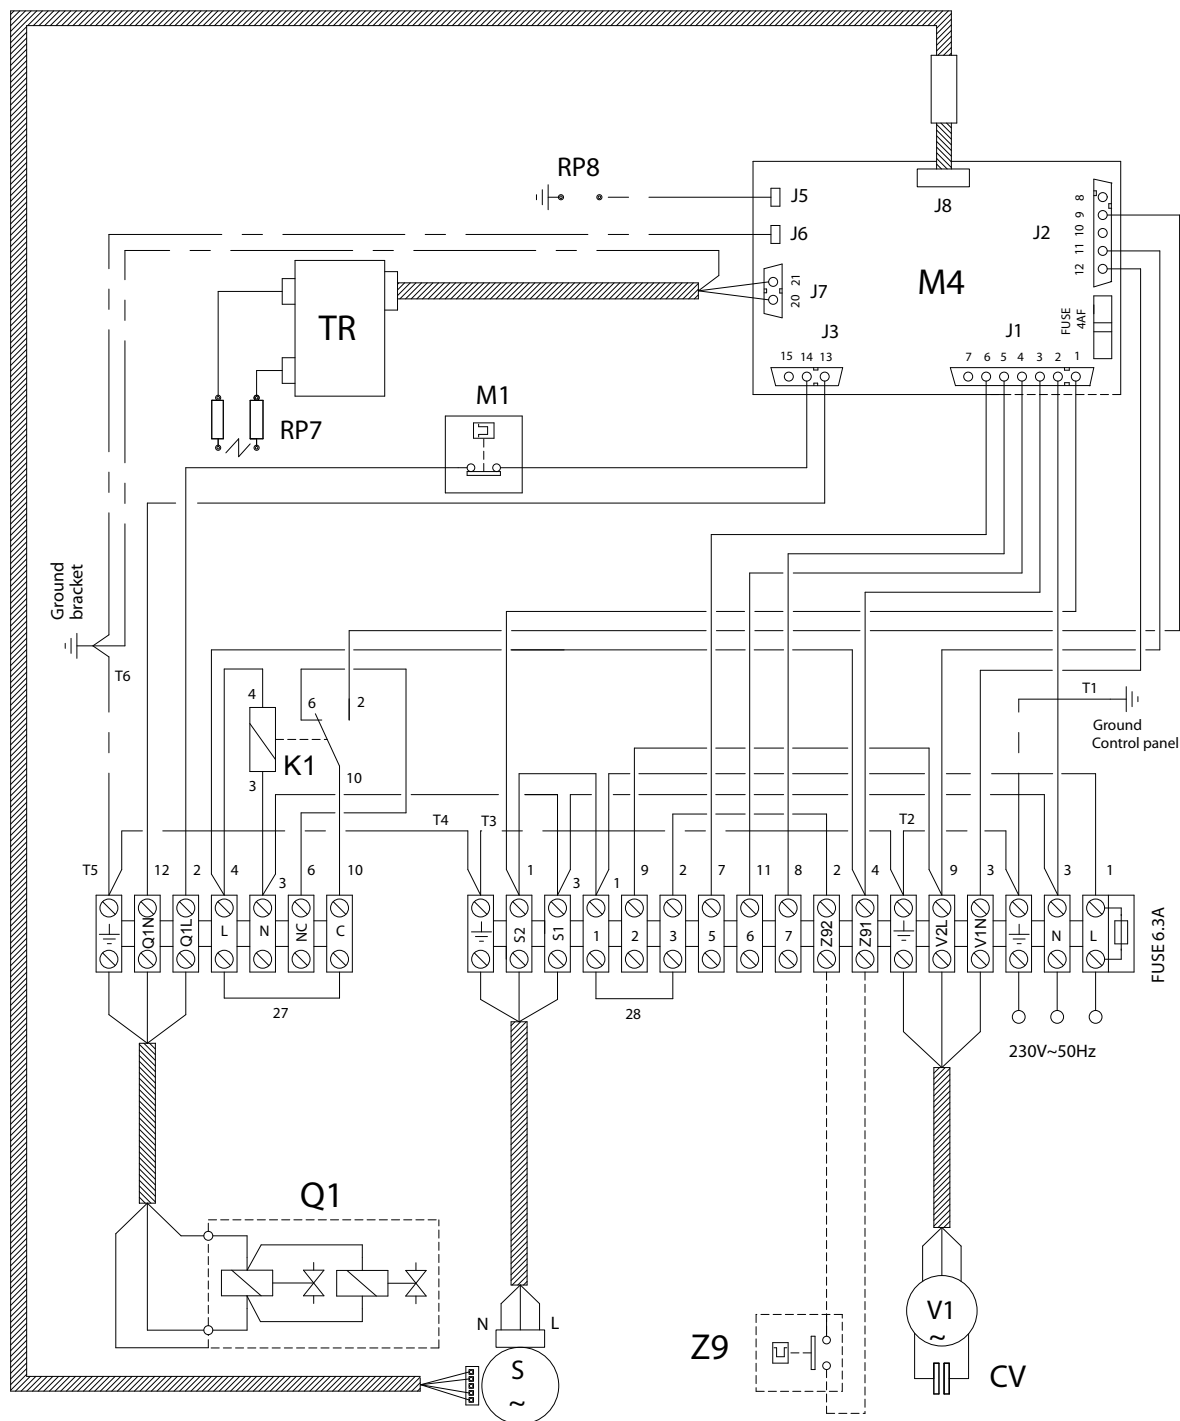 RP8
J5
J8
8
9
10
11
12
J2
J6
M4
21
20
J7
TR
J3
FUSE
4AF
J1
15 14 13
7 6 5 4 3 2 1
M1
RP7
Ground
bracket
T6
T1
Ground
Control panel
4
6
2
K1
3
10
T4
T3
T2
T5
12
2
4
3
6
10
1
3
1
9
2
7
11
8
2
4
9
3
3
1
Q1N
Q1L
L
N
NC
C
S2
S1
1
2
3
5
6
7
Z92
Z91
V2L
V1N
N
L
FUSE 6.3A
27
28
230V~50Hz
Q1
N
L
S
~
Z9
V1
~
CV